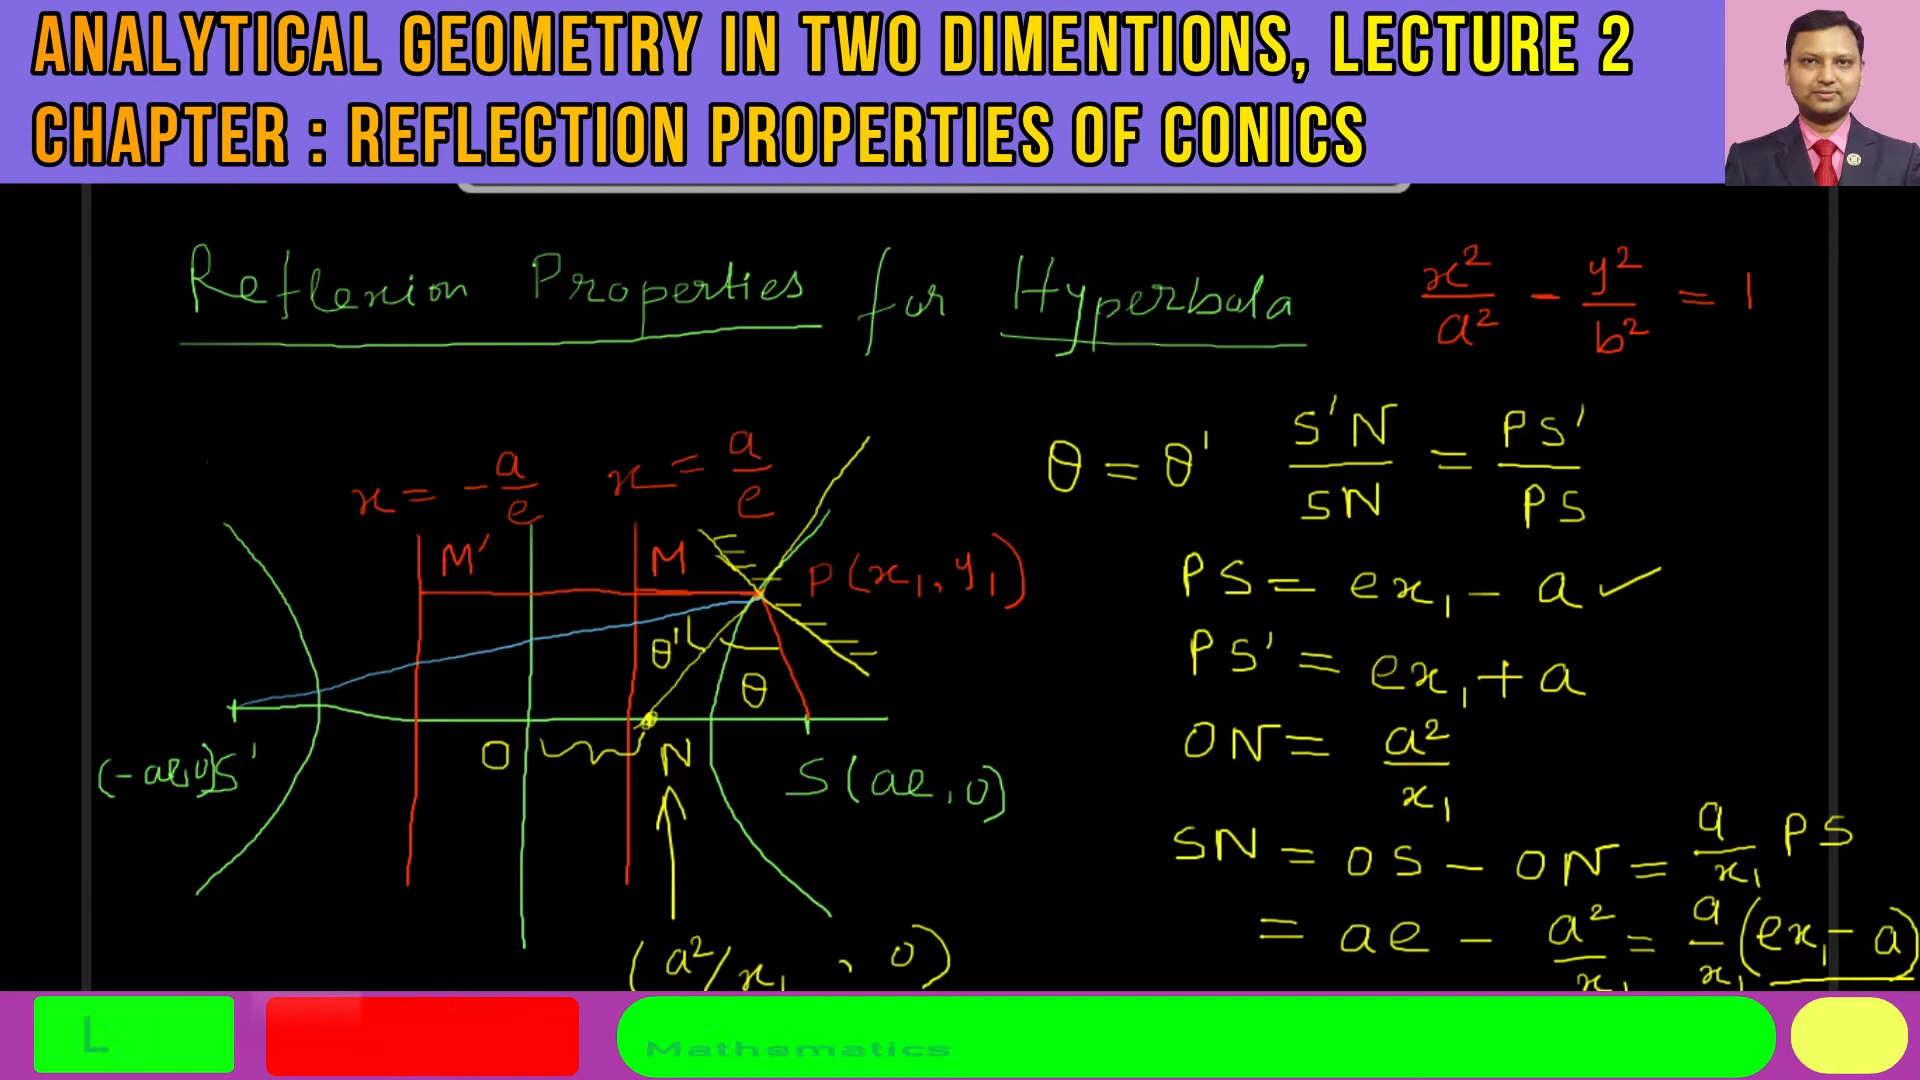 ANALYTICAL GEOMETRY IN TWO DIMENTIONS, LECTURE 2
CHAPTER : REFLECTION PROPERTIES OF CONICS
Reflexion Properties for Hyperbola x²/a² - y²/b² = 1
θ = θ' S'N/SN = PS'/PS
x = -a/e x = a/e
M' M P(x₁, y₁)
PS = ex₁ - a ✓
θ' θ
PS' = ex₁ + a
O N
ON = a²/x₁
(-ae,0)S' S(ae, 0)
SN = OS - ON = a/x₁ PS
= ae - a²/x₁ = a/x₁ (ex₁ - a)
(a²/x₁, 0)
L
Mathematics